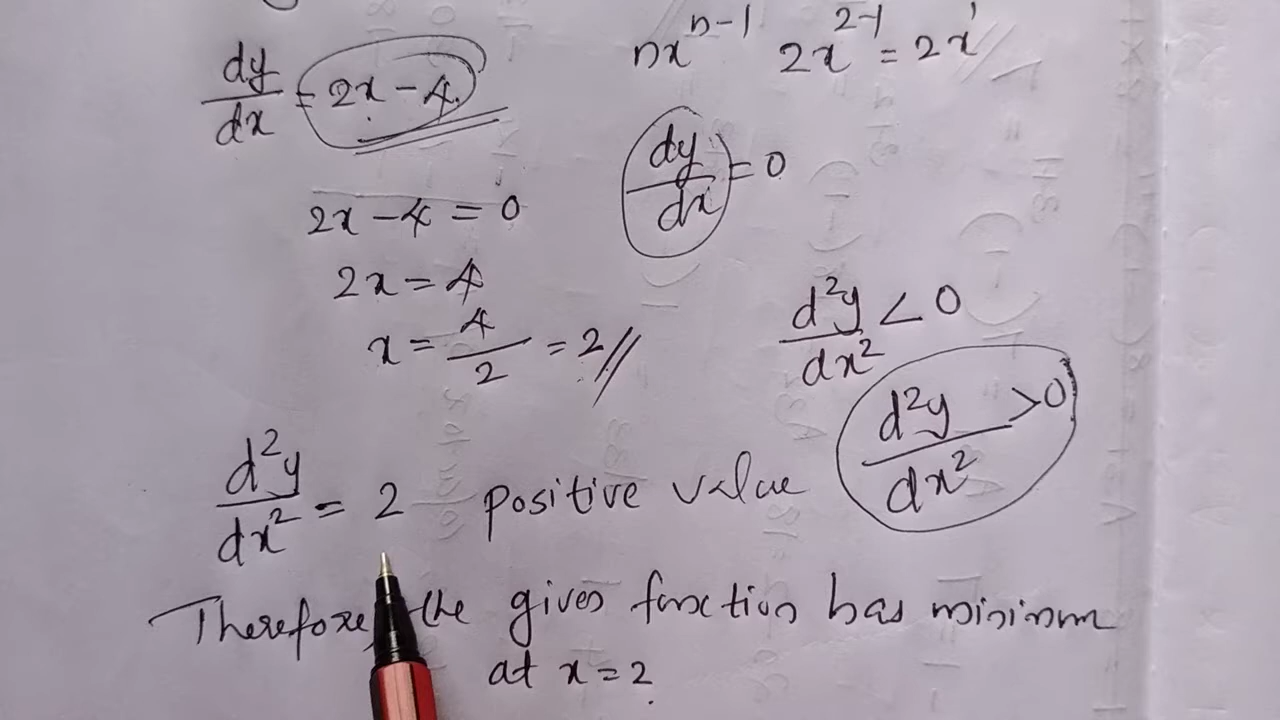 dy/dx = 2x - 4
nx^{n-1} 2x^{2-1} = 2x^1
dy/dx = 0
2x - 4 = 0
2x = 4
x = 4/2 = 2//
d²y/dx² < 0
d²y/dx² > 0
d²y/dx² = 2 positive value
Therefore, the given function has minimum
at x = 2.